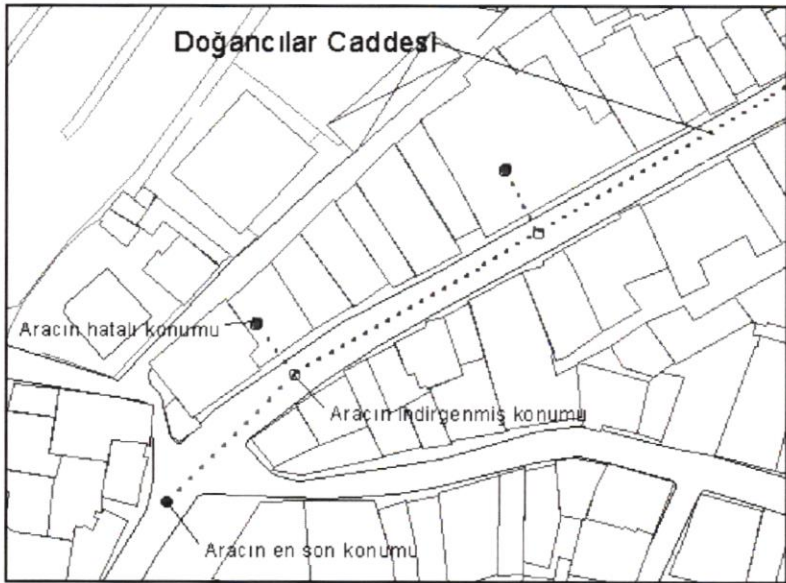 Doğancılar Caddesi
Aracın hatalı konumu
Aracın indirgenmiş konumu
Aracın en son konumu